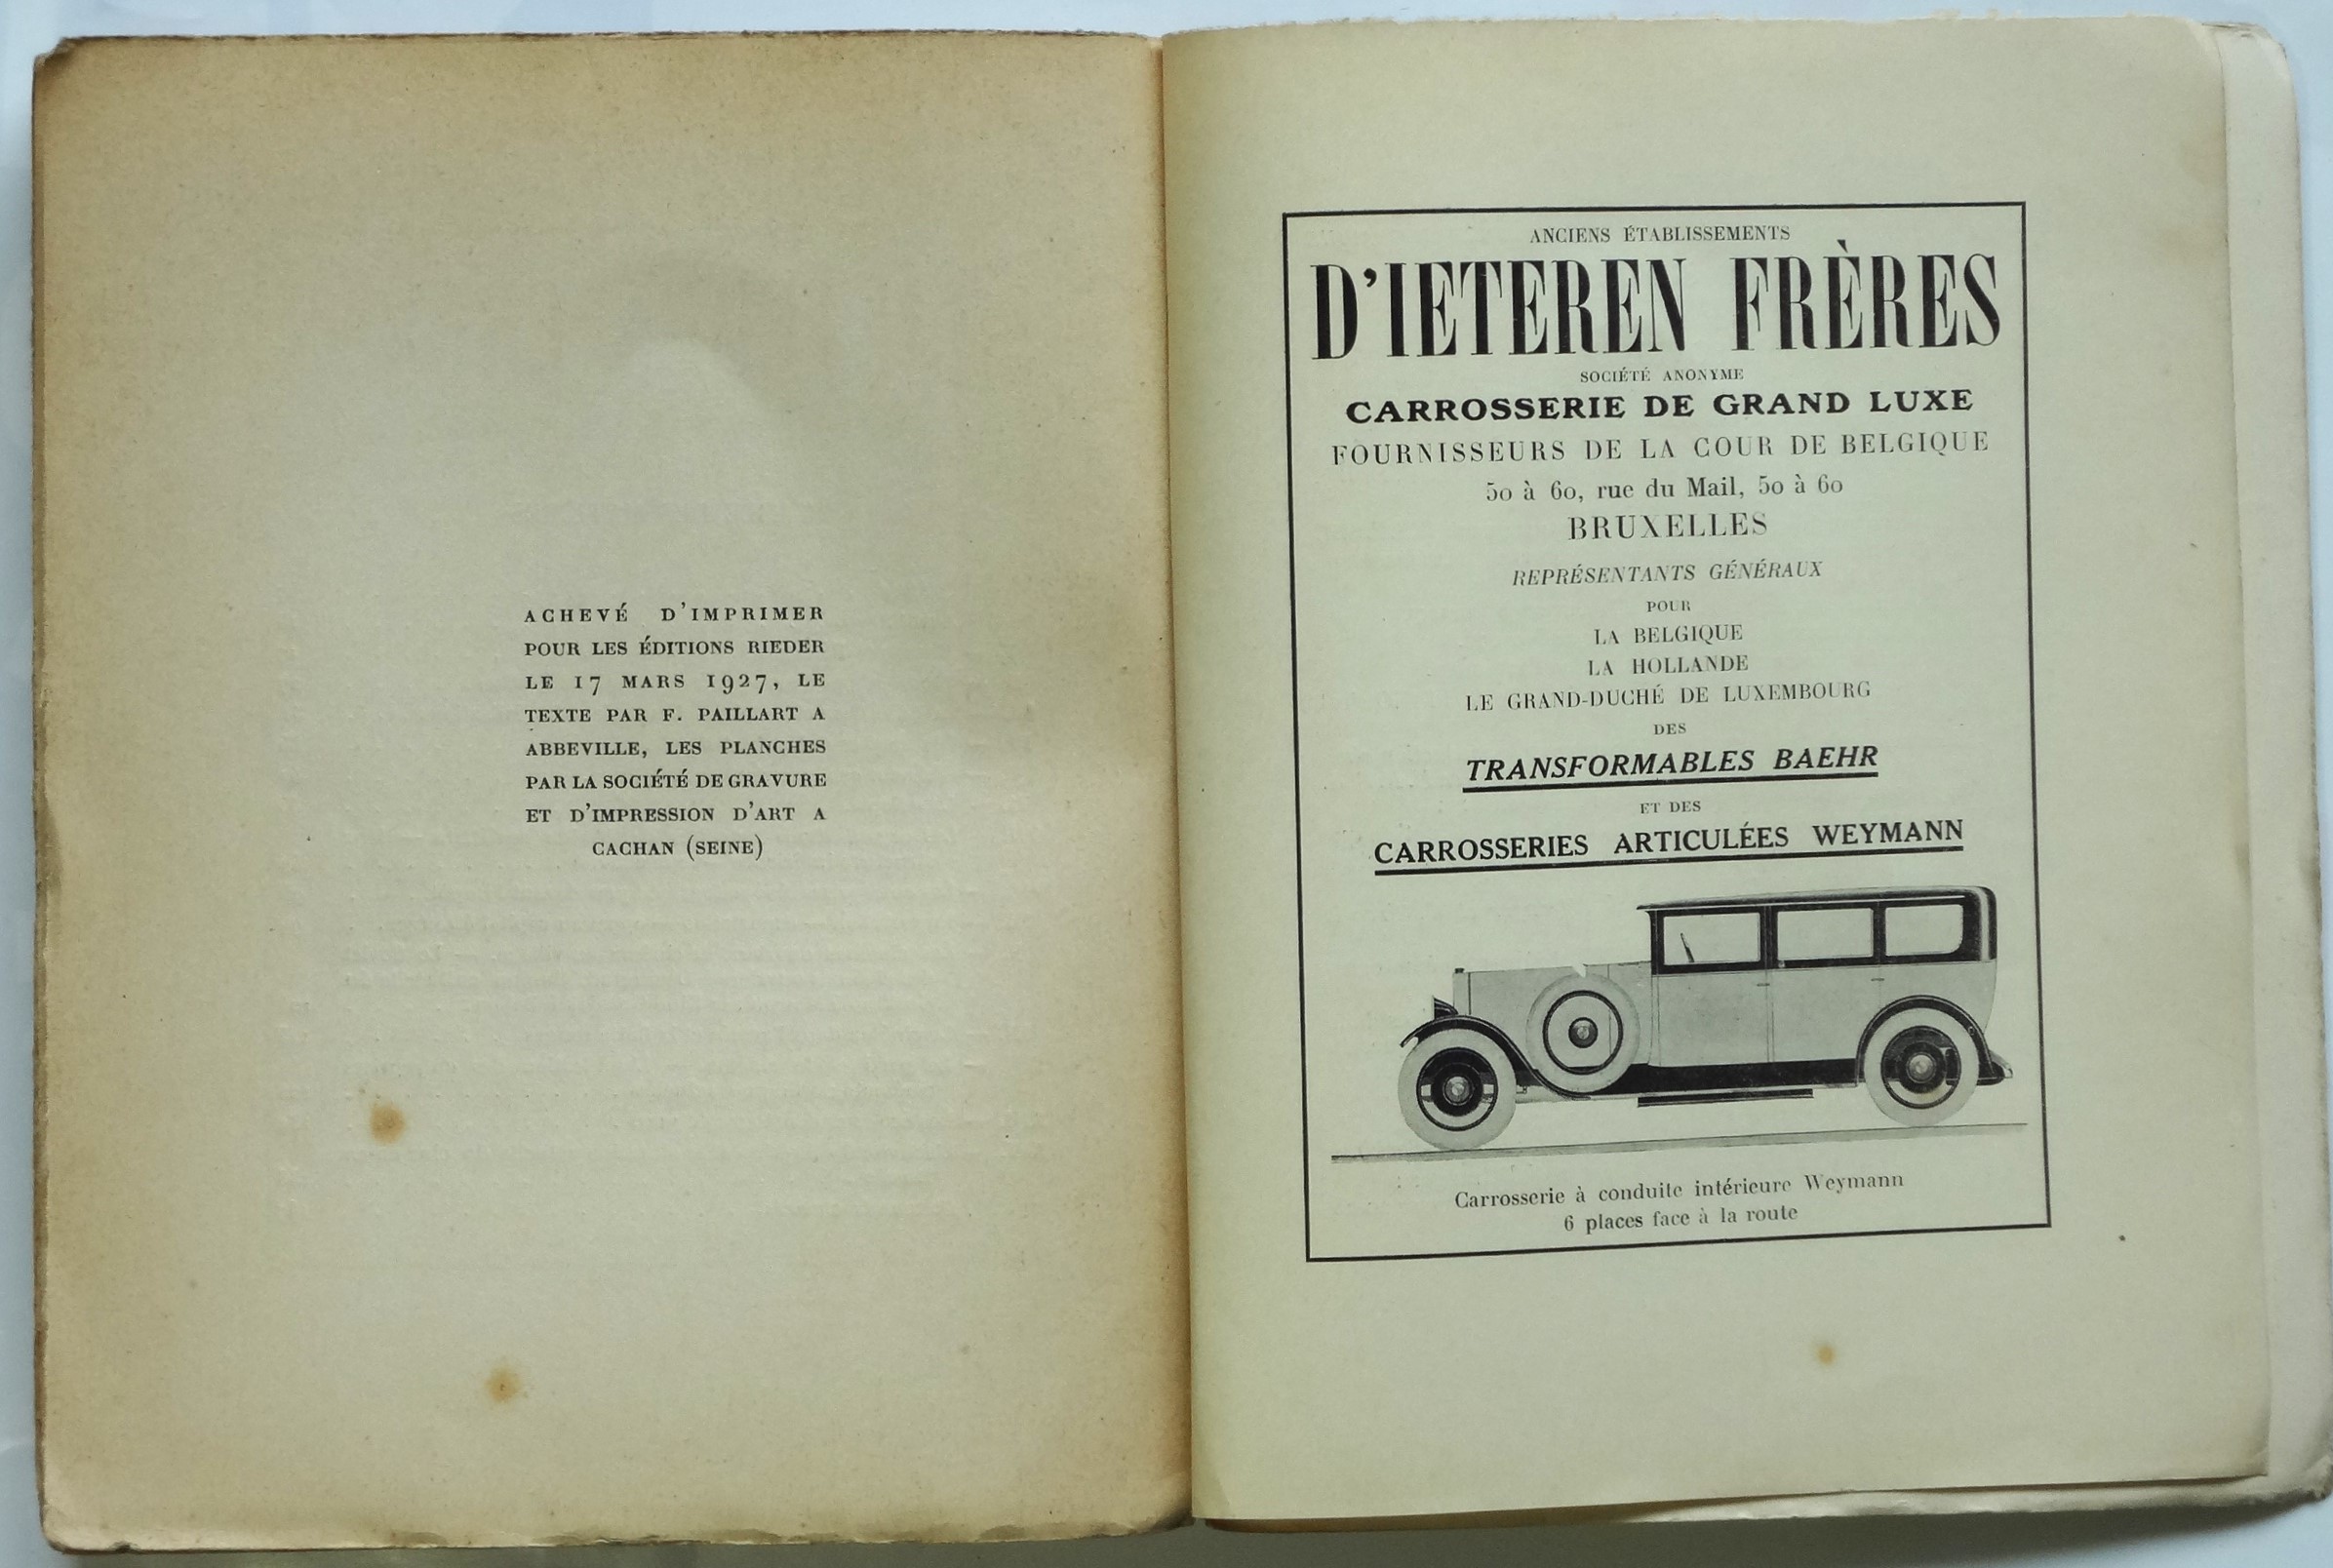 ACHEVÉ D'IMPRIMER
POUR LES ÉDITIONS RIEDER
LE 17 MARS 1927, LE
TEXTE PAR F. PAILLART A
ABBEVILLE, LES PLANCHES
PAR LA SOCIÉTÉ DE GRAVURE
ET D'IMPRESSION D'ART A
CACHAN (SEINE)
ANCIENS ÉTABLISSEMENTS
D'IETEREN FRÈRES
SOCIÉTÉ ANONYME
CARROSSERIE DE GRAND LUXE
FOURNISSEURS DE LA COUR DE BELGIQUE
50 à 60, rue du Mail, 50 à 60
BRUXELLES
REPRÉSENTANTS GÉNÉRAUX
POUR
LA BELGIQUE
LA HOLLANDE
LE GRAND-DUCHÉ DE LUXEMBOURG
DES
TRANSFORMABLES BAEHR
ET DES
CARROSSERIES ARTICULÉES WEYMANN
Carrosserie à conduite intérieure Weymann
6 places face à la route